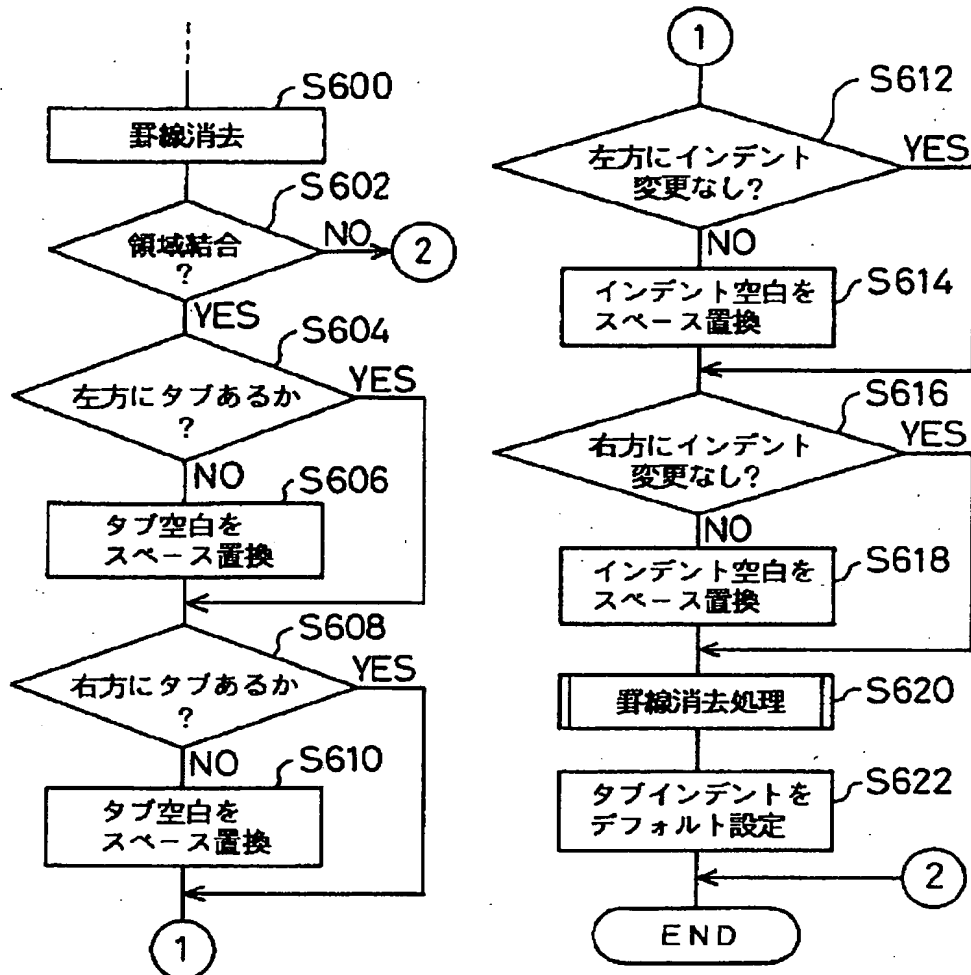 S600
罫線消去
S602
領域結合
?
NO
2
YES
S604
左方にタブあるか
?
YES
NO
S606
タブ空白を
スペース置換
S608
右方にタブあるか
?
YES
NO
S610
タブ空白を
スペース置換
1
1
S612
左方にインデント
変更なし?
YES
NO
S614
インデント空白を
スペース置換
S616
右方にインデント
変更なし?
YES
NO
S618
インデント空白を
スペース置換
S620
罫線消去処理
S622
タブインデントを
デフォルト設定
2
END